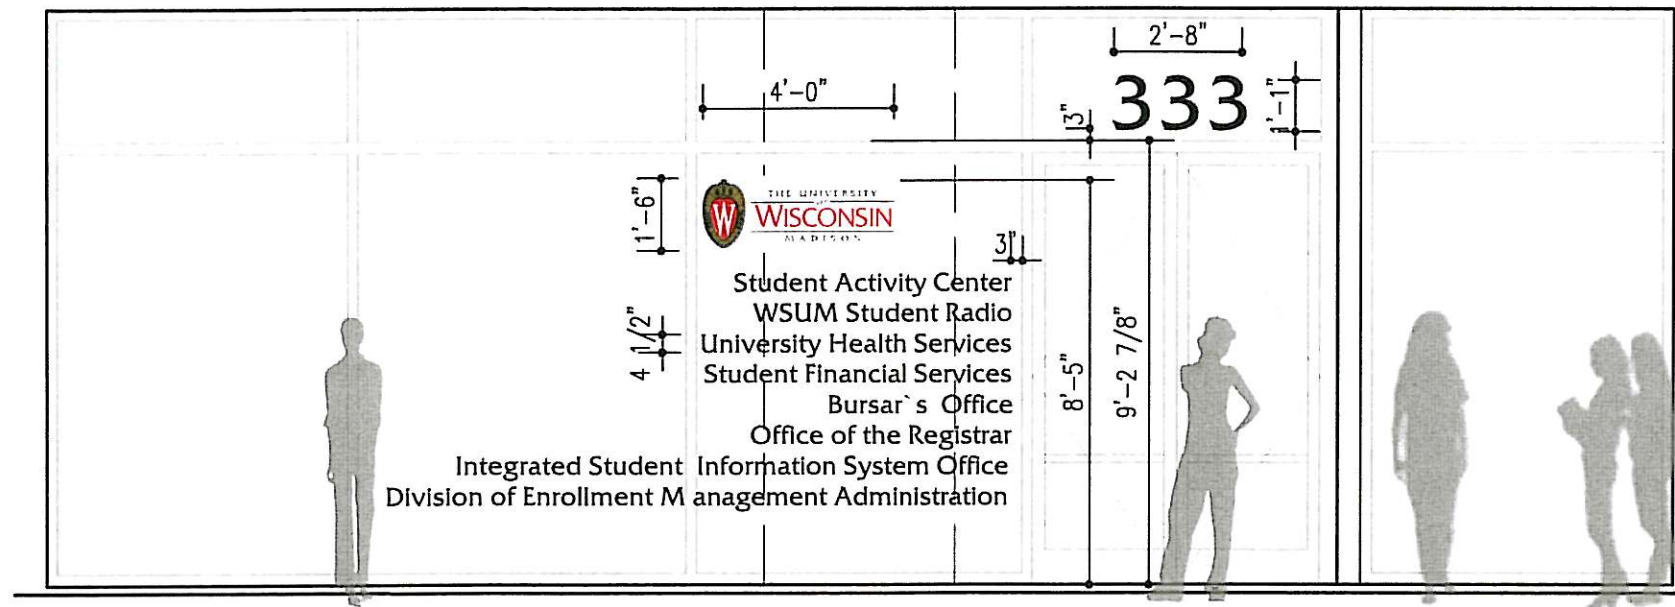 2'-8"
4'-0"
333
3"
1'-1"
1'-6"
THE UNIVERSITY
of
WISCONSIN
MADISON
3"
Student Activity Center
WSUM Student Radio
4 1/2"
University Health Services
Student Financial Services
Bursar`s Office
Office of the Registrar
Integrated Student Information System Office
Division of Enrollment M anagement Administration
8'-5"
9'-2 7/8"